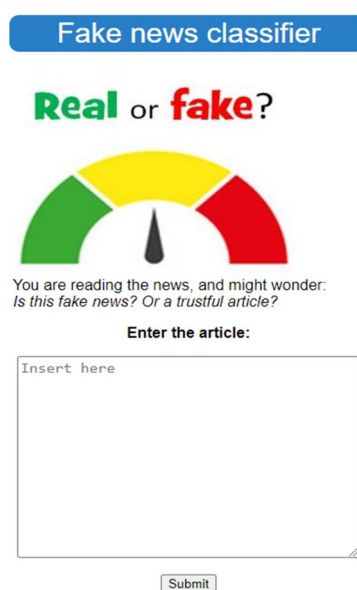 Fake news classifier
Real or fake?
You are reading the news, and might wonder:
Is this fake news? Or a trustful article?
Enter the article:
Insert here
Submit